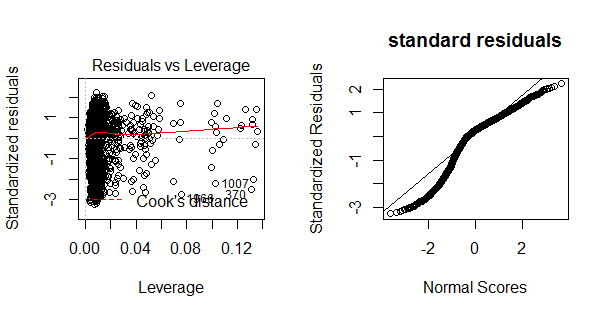 Residuals vs Leverage
Standardized residuals
1
-1
-3
1007
370
Cook's distance
0.00
0.04
0.08
0.12
Leverage
standard residuals
Standardized Residuals
2
1
-1
-3
-2
0
2
Normal Scores